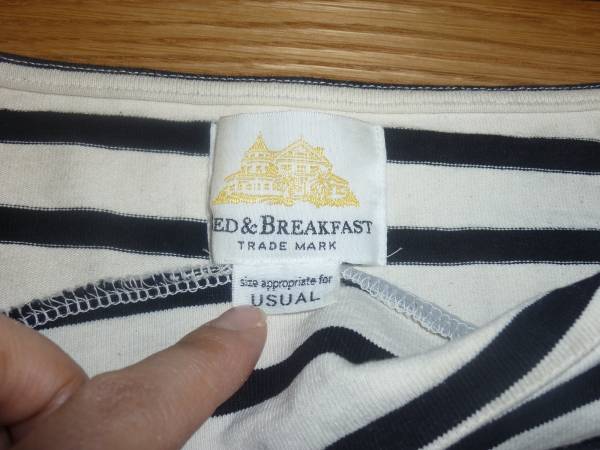 ED & BREAKFAST
TRADE MARK
size appropriate for
USUAL